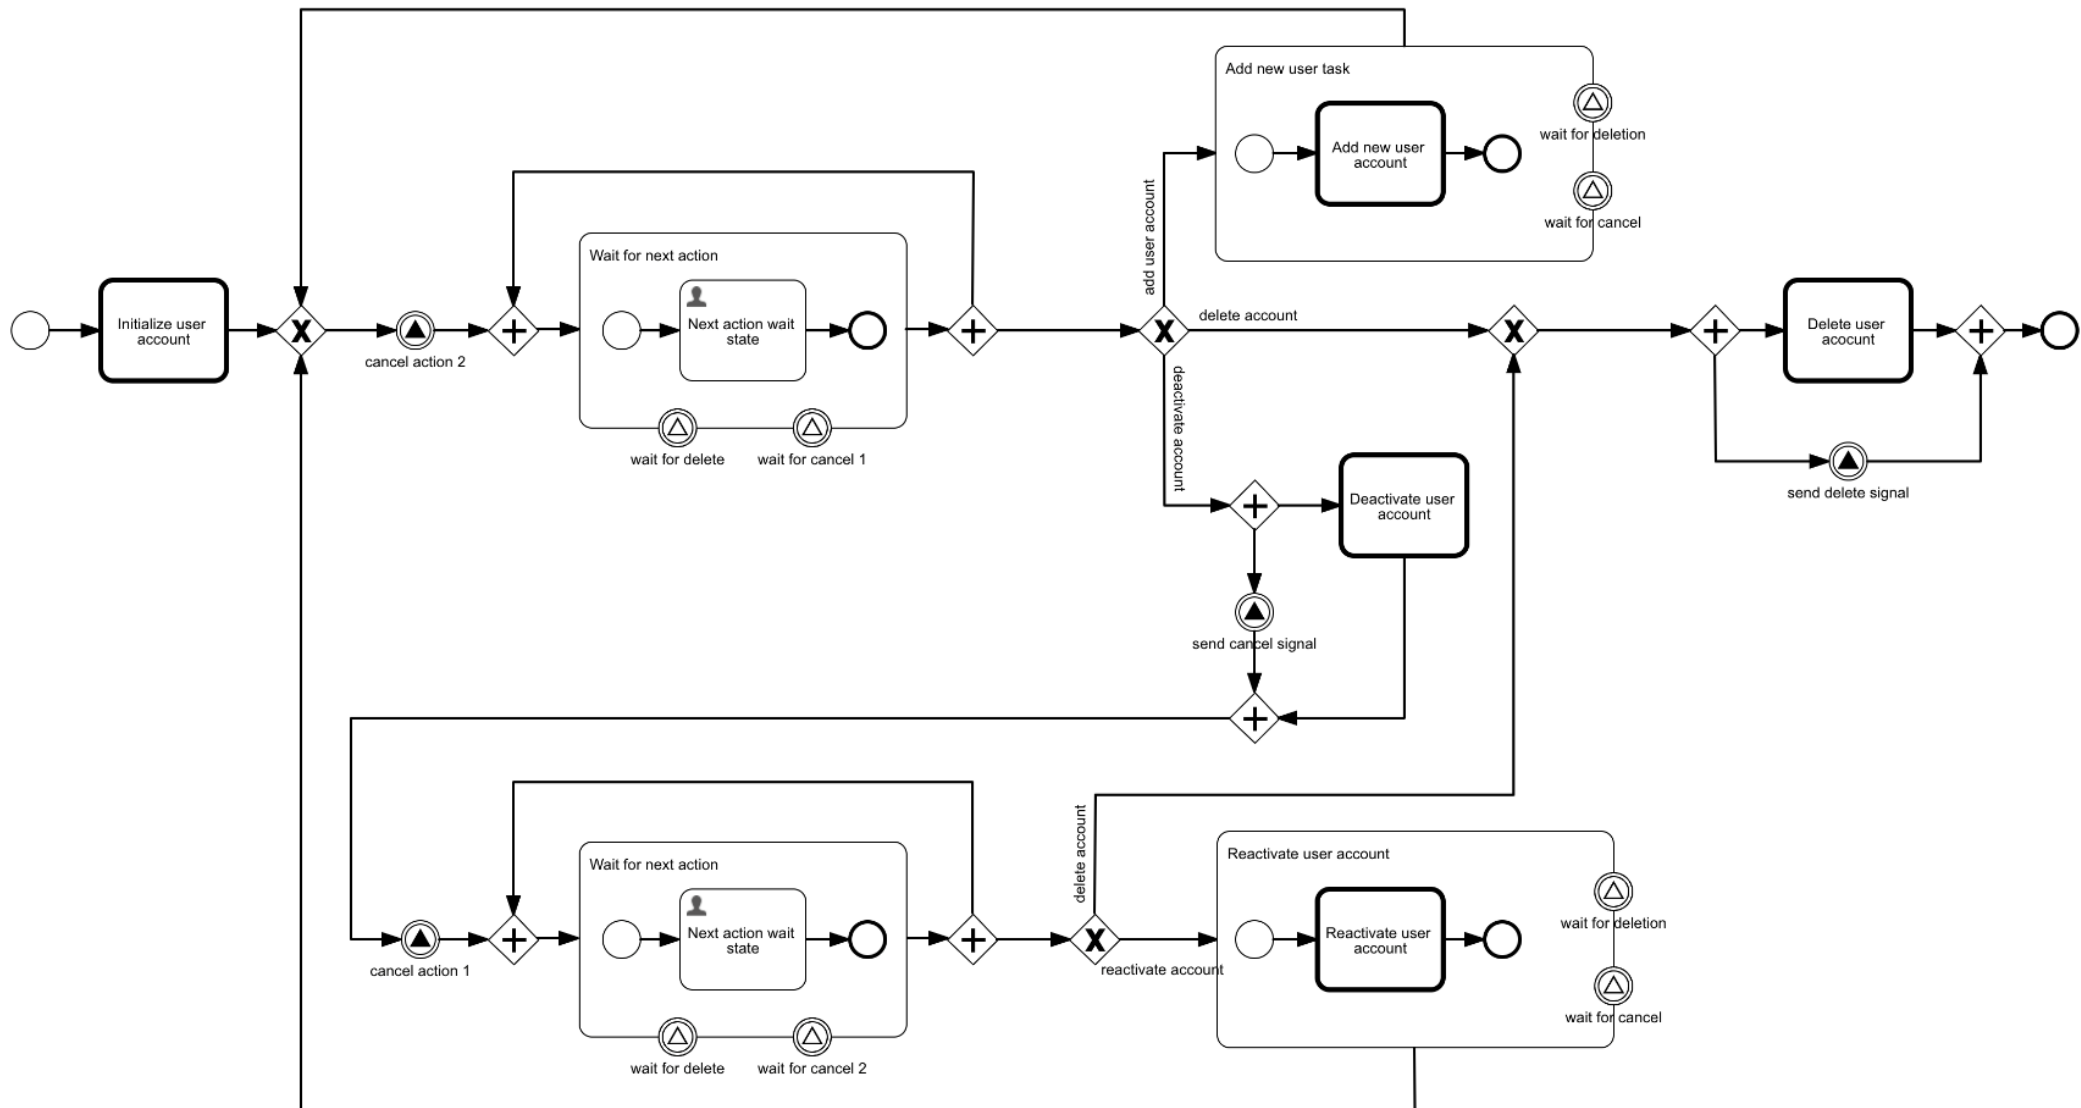 Add new user task
wait for deletion
Add new user
account
wait for cancel
add user account
Wait for next action
Initialize user
account
cancel action 2
Next action wait
state
wait for delete
wait for cancel 1
delete account
Delete user
acocunt
send delete signal
deactivate account
Deactivate user
account
send cancel signal
delete account
Wait for next action
Next action wait
state
cancel action 1
wait for delete
wait for cancel 2
reactivate account
Reactivate user account
Reactivate user
account
wait for deletion
wait for cancel